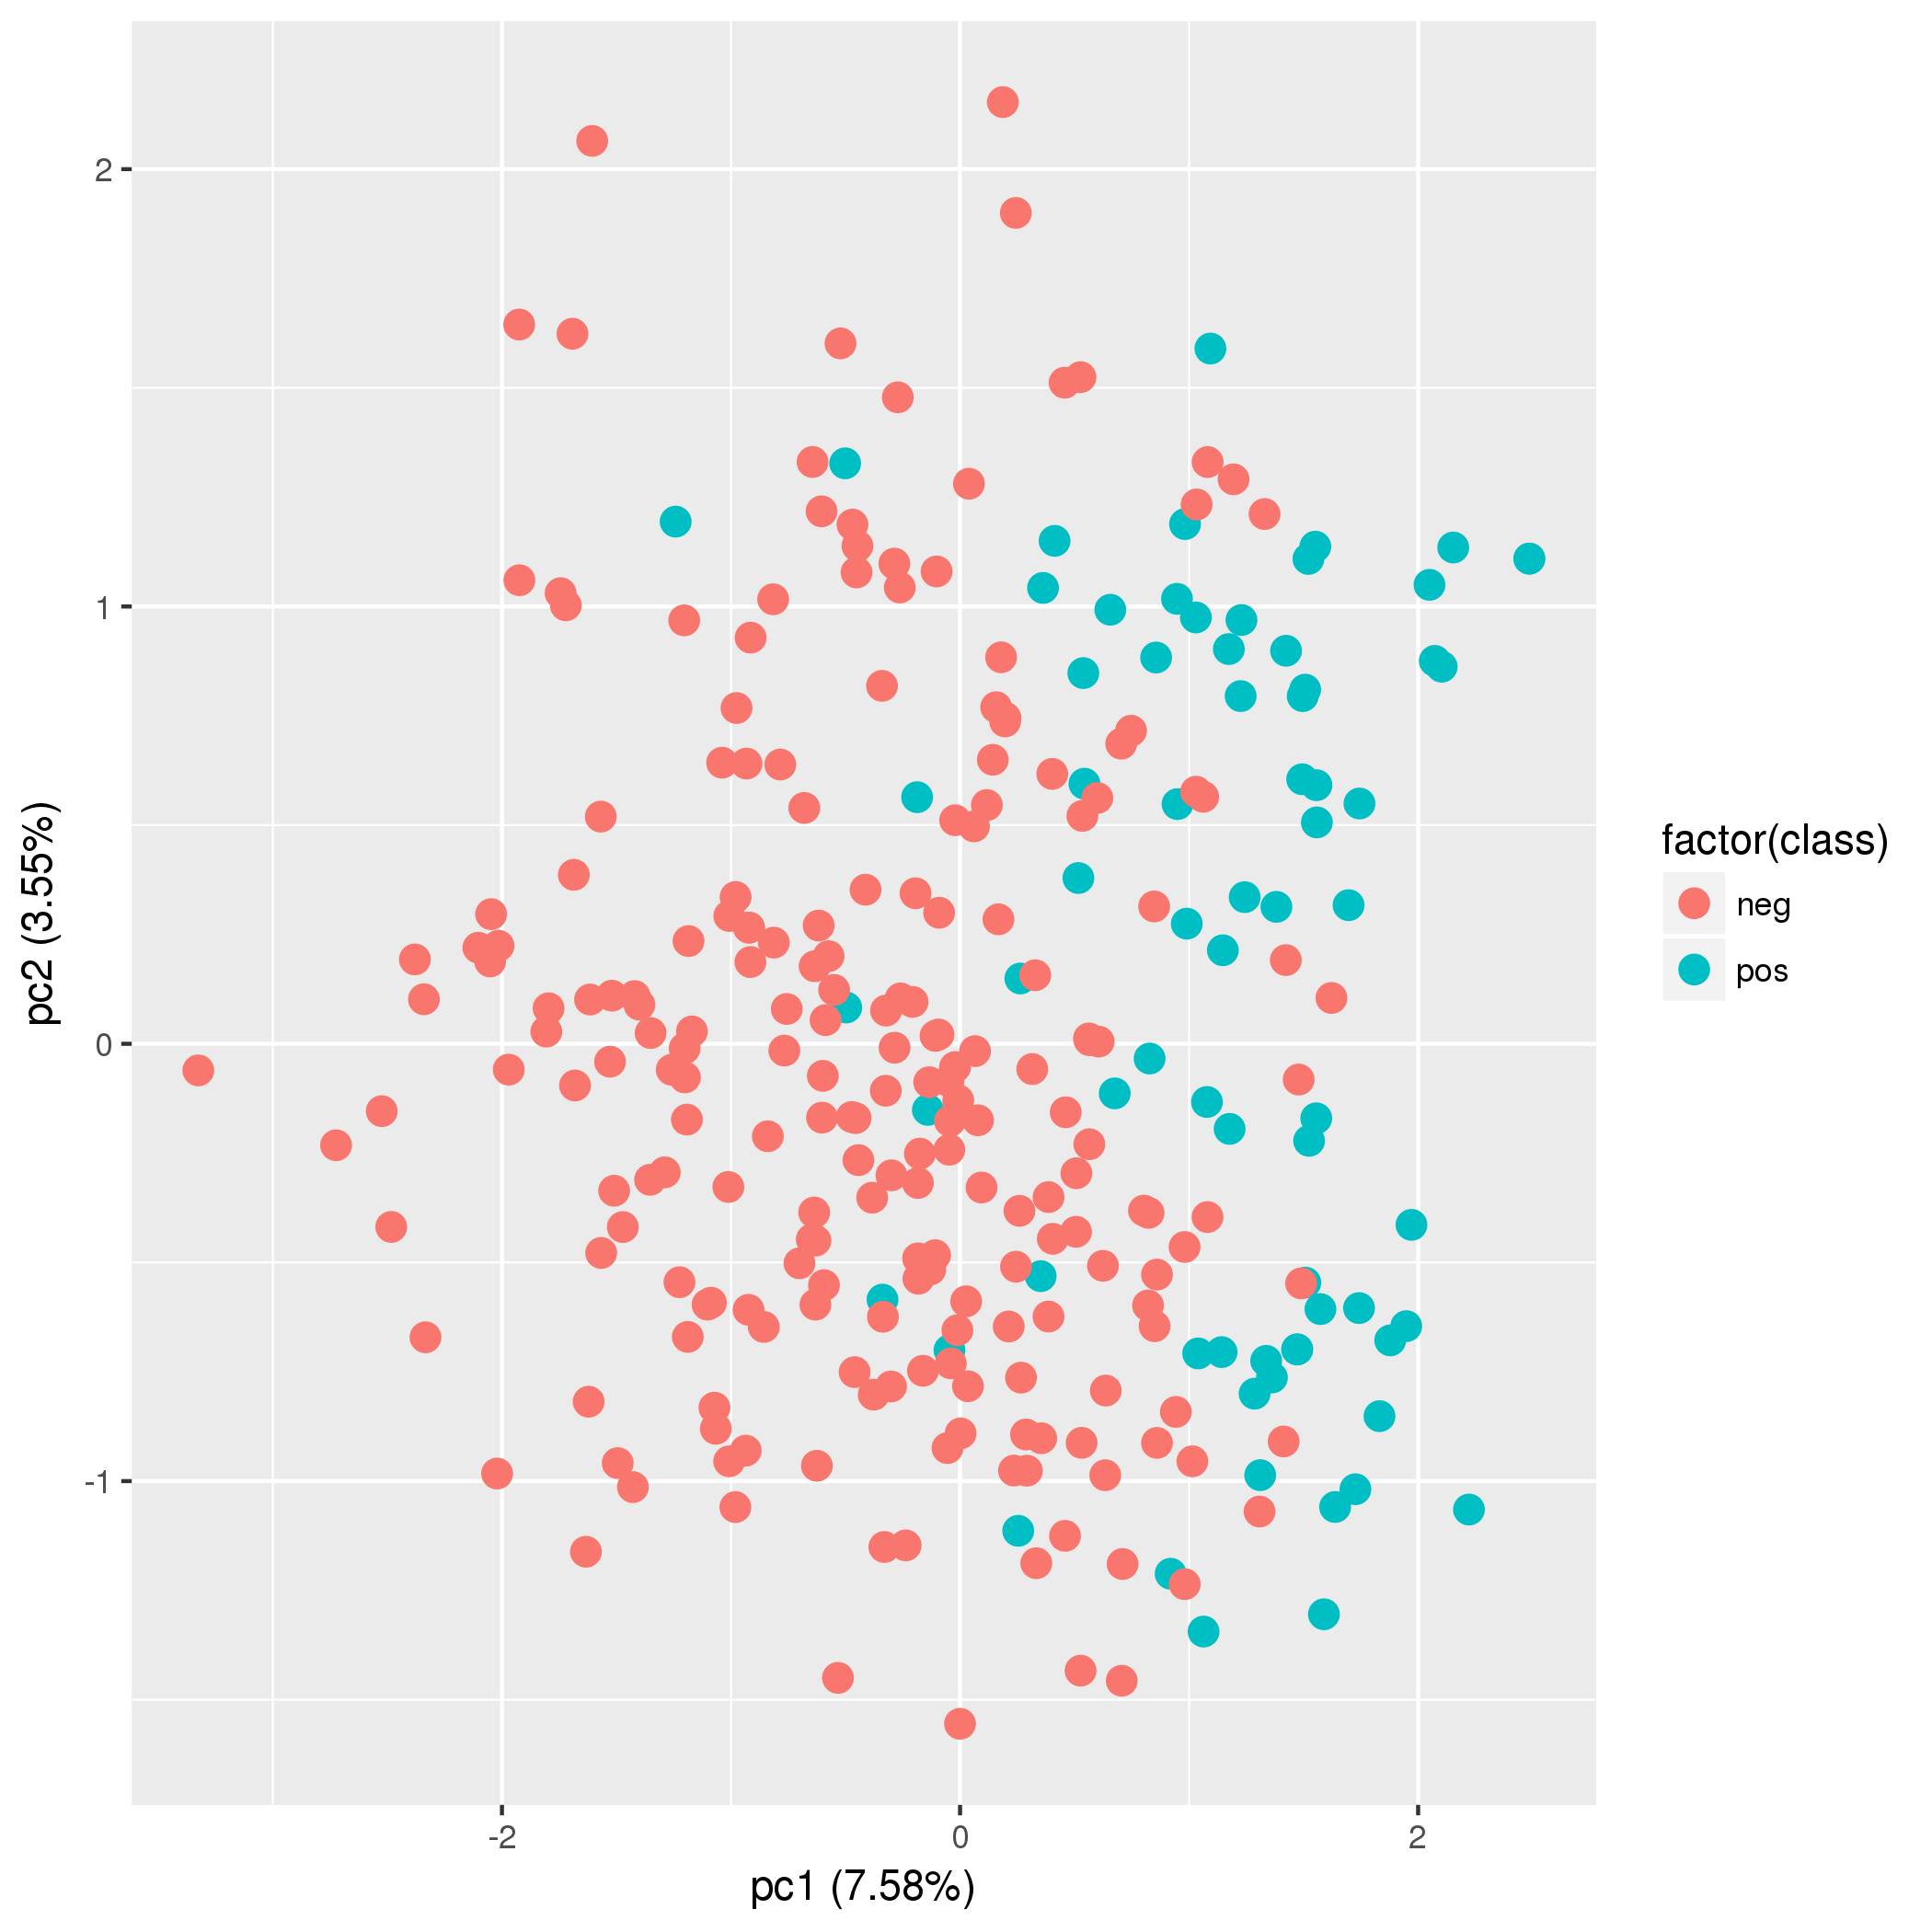 2
1
0
-1
pc2 (3.55%)
-2
0
2
pc1 (7.58%)
factor(class)
neg
pos